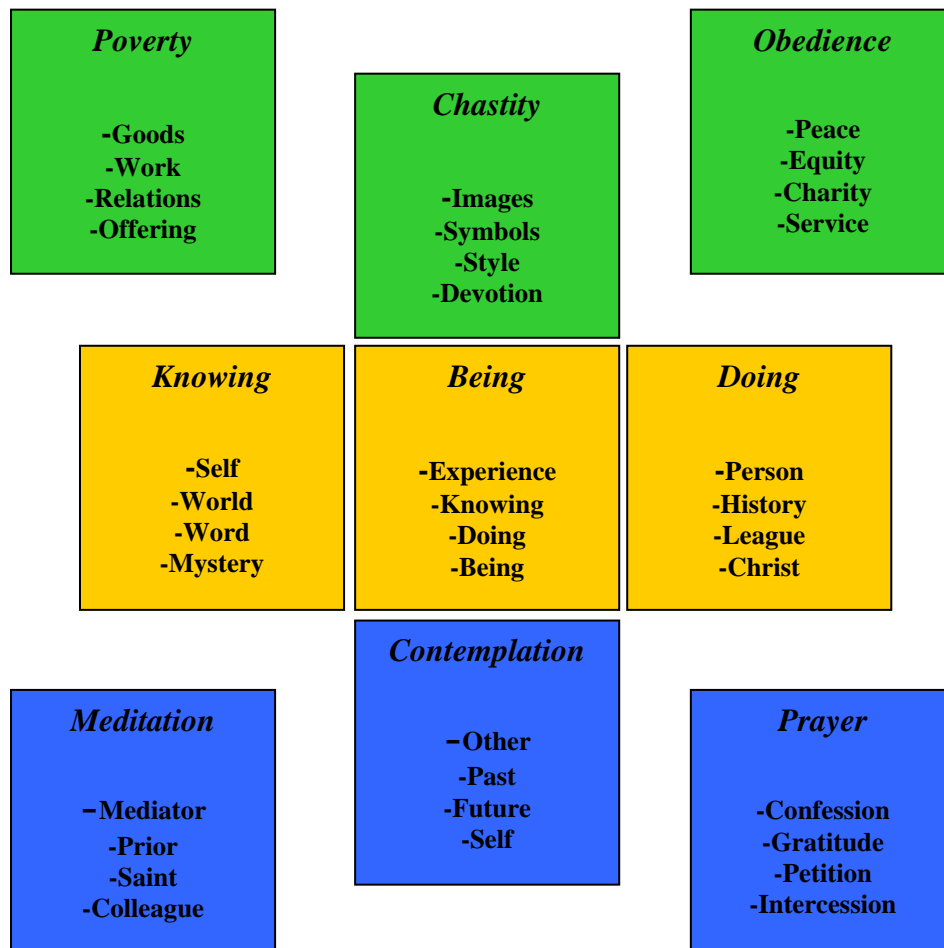 Poverty
-Goods
-Work
-Relations
-Offering
Chastity
-Images
-Symbols
-Style
-Devotion
Obedience
-Peace
-Equity
-Charity
-Service
Knowing
-Self
-World
-Word
-Mystery
Being
-Experience
-Knowing
-Doing
-Being
Doing
-Person
-History
-League
-Christ
Meditation
-Mediator
-Prior
-Saint
-Colleague
Contemplation
-Other
-Past
-Future
-Self
Prayer
-Confession
-Gratitude
-Petition
-Intercession